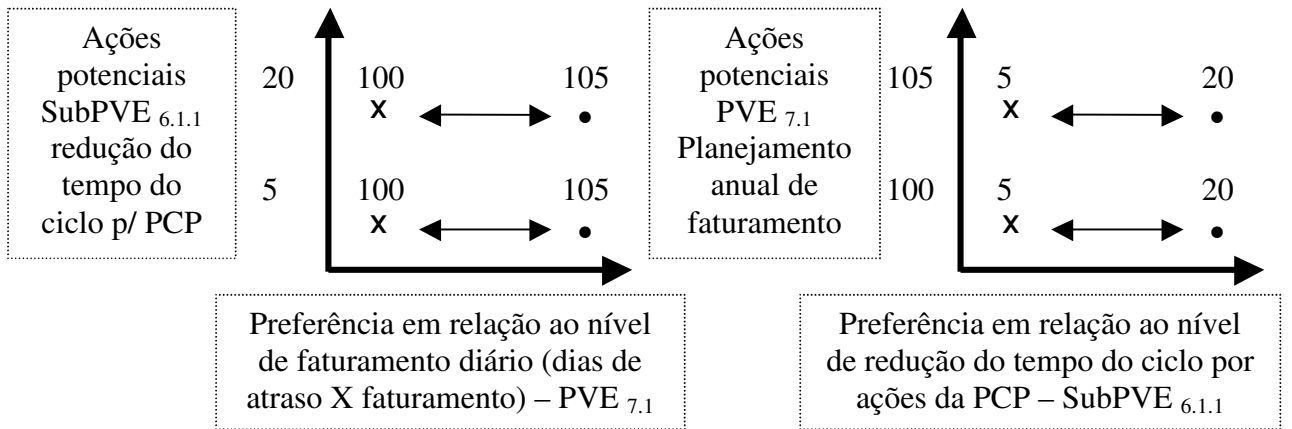 Ações
potenciais
SubPVE 6.1.1
redução do
tempo do
ciclo p/ PCP
20
100
105
x
•
5
100
105
x
•
Preferência em relação ao nível
de faturamento diário (dias de
atraso X faturamento) – PVE 7.1
Ações
potenciais
PVE 7.1
Planejamento
anual de
faturamento
105
5
20
x
•
100
5
20
x
•
Preferência em relação ao nível
de redução do tempo do ciclo por
ações da PCP – SubPVE 6.1.1